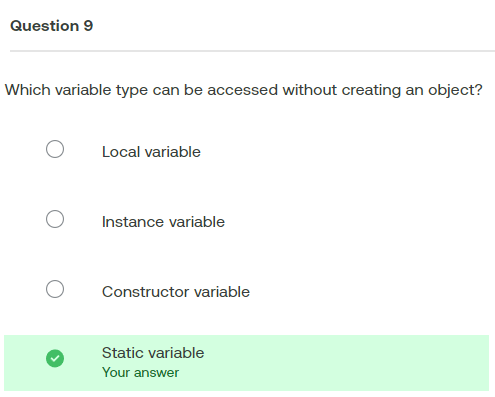 Question 9
Which variable type can be accessed without creating an object?
Local variable
Instance variable
Constructor variable
Static variable
Your answer